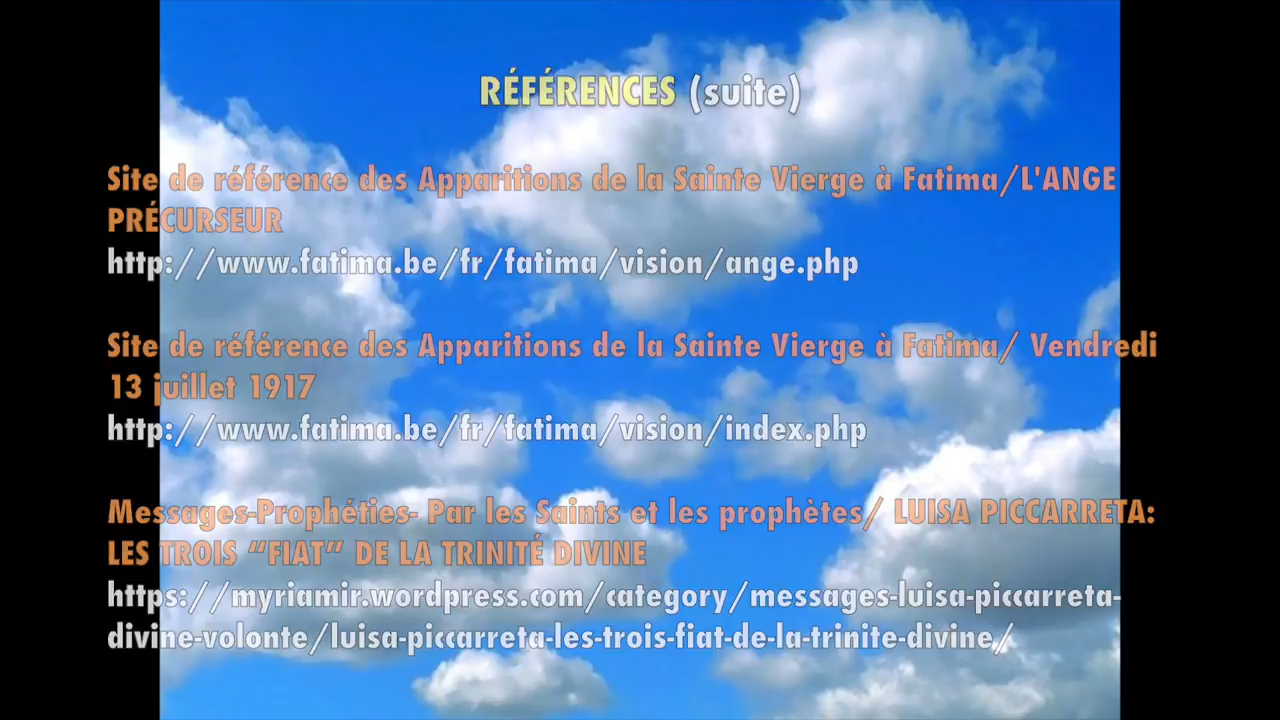 RÉFÉRENCES (suite)
Site de référence des Apparitions de la Sainte Vierge à Fatima/L'ANGE
PRÉCURSEUR
http://www.fatima.be/fr/fatima/vision/ange.php
Site de référence des Apparitions de la Sainte Vierge à Fatima/ Vendredi
13 juillet 1917
http://www.fatima.be/fr/fatima/vision/index.php
Messages-Prophéties- Par les Saints et les prophètes/ LUISA PICCARRETA:
LES TROIS “FIAT” DE LA TRINITÉ DIVINE
https://myriamir.wordpress.com/category/messages-luisa-piccarreta-
divine-volonte/luisa-piccarreta-les-trois-fiat-de-la-trinite-divine/